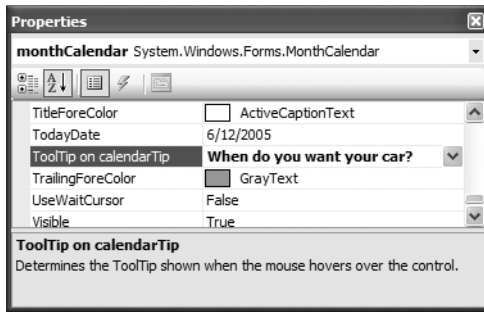 Properties
monthCalendar System.Windows.Forms.MonthCalendar
TitleForeColor ActiveCaptionText
TodayDate 6/12/2005
ToolTip on calendarTip When do you want your car?
TrailingForeColor GrayText
UseWaitCursor False
Visible True
ToolTip on calendarTip
Determines the ToolTip shown when the mouse hovers over the control.